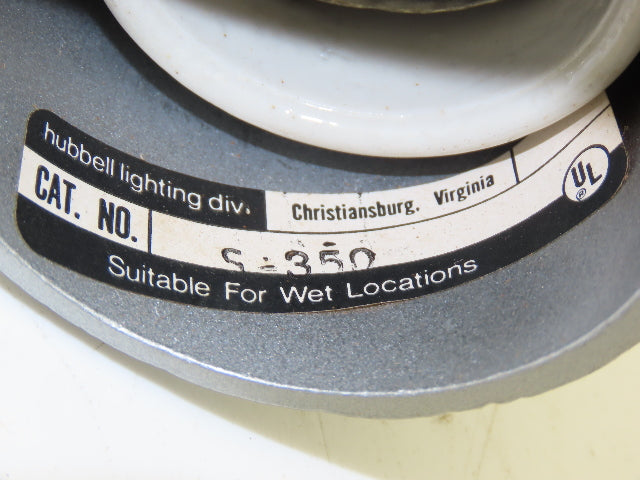 hubbell lighting div. Christiansburg, Virginia
CAT. NO. S-350
Suitable For Wet Locations
UL